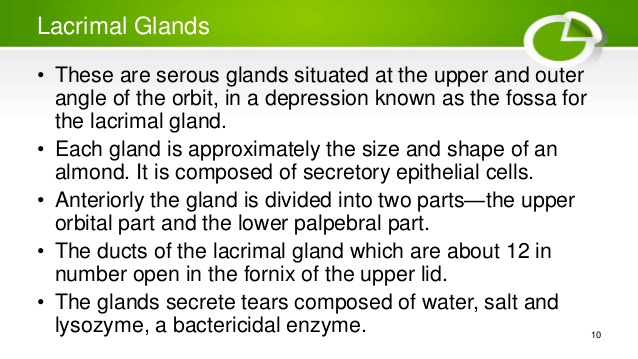 Lacrimal Glands
• These are serous glands situated at the upper and outer
angle of the orbit, in a depression known as the fossa for
the lacrimal gland.
• Each gland is approximately the size and shape of an
almond. It is composed of secretory epithelial cells.
• Anteriorly the gland is divided into two parts—the upper
orbital part and the lower palpebral part.
• The ducts of the lacrimal gland which are about 12 in
number open in the fornix of the upper lid.
• The glands secrete tears composed of water, salt and
lysozyme, a bactericidal enzyme.
10